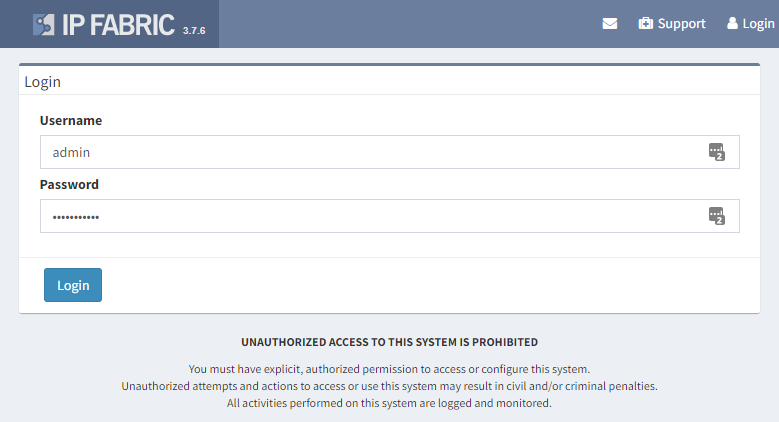 IP FABRIC 3.7.6
Support
Login
Login
Username
admin
2
Password
•••••••••••
2
Login
UNAUTHORIZED ACCESS TO THIS SYSTEM IS PROHIBITED
You must have explicit, authorized permission to access or configure this system.
Unauthorized attempts and actions to access or use this system may result in civil and/or criminal penalties.
All activities performed on this system are logged and monitored.